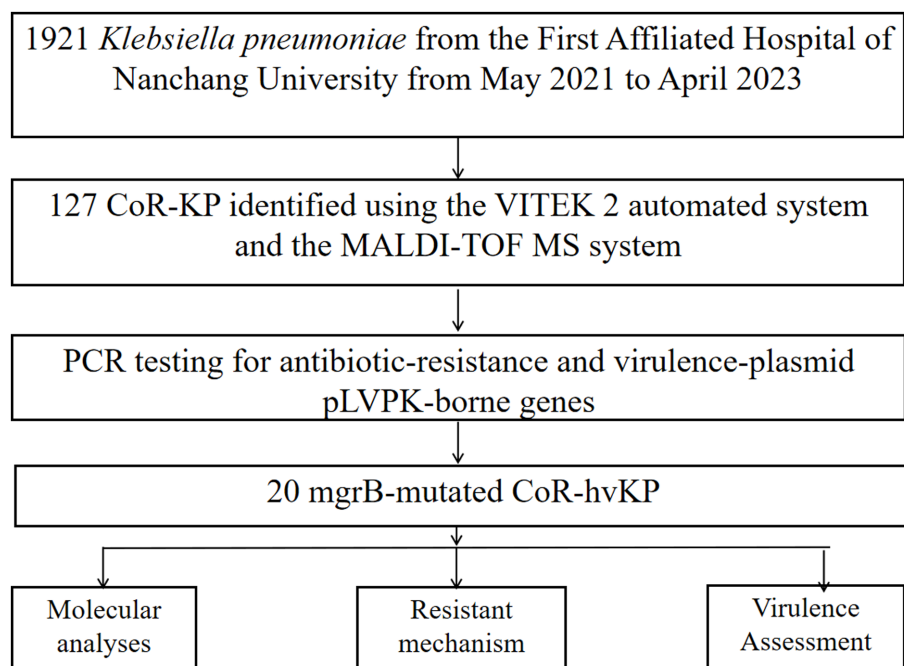 1921 Klebsiella pneumoniae from the First Affiliated Hospital of
Nanchang University from May 2021 to April 2023
127 CoR-KP identified using the VITEK 2 automated system
and the MALDI-TOF MS system
PCR testing for antibiotic-resistance and virulence-plasmid
pLVPK-borne genes
20 mgrB-mutated CoR-hvKP
Molecular
analyses
Resistant
mechanism
Virulence
Assessment